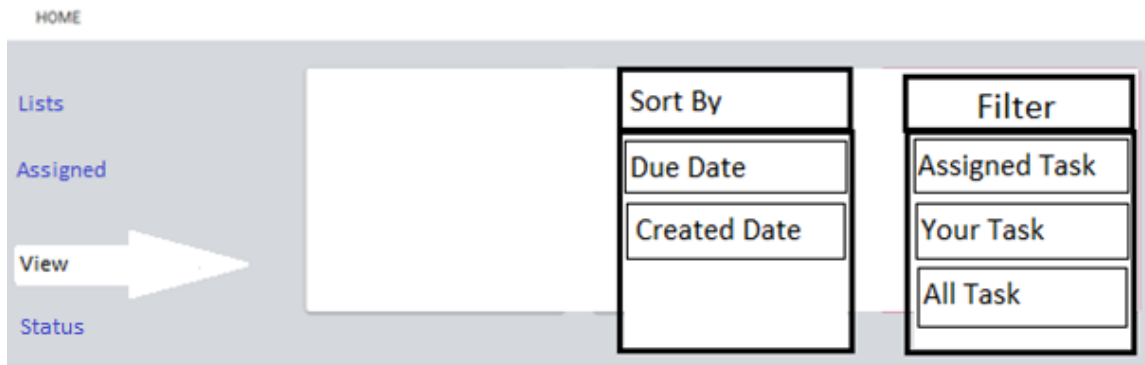 HOME
Lists
Assigned
View
Status
Sort By
Due Date
Created Date
Filter
Assigned Task
Your Task
All Task